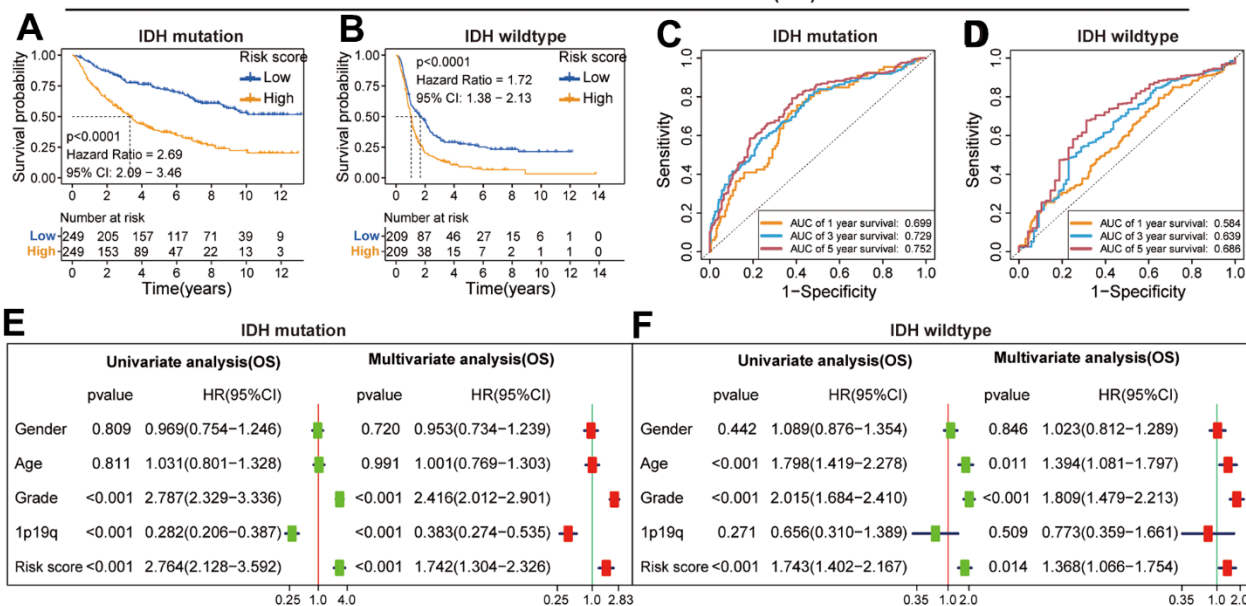 A
IDH mutation
Risk score
Low
High
Survival probability
1.00
0.75
0.50
0.25
0.00
p<0.0001
Hazard Ratio = 2.69
95% CI: 2.09 − 3.46
0 2 4 6 8 10 12
Number at risk
Low 249 205 157 117 71 39 9
High 249 153 89 47 22 13 3
0 2 4 6 8 10 12
Time(years)
B
IDH wildtype
Risk score
Low
High
Survival probability
1.00
0.75
0.50
0.25
0.00
p<0.0001
Hazard Ratio = 1.72
95% CI: 1.38 − 2.13
0 2 4 6 8 10 12 14
Number at risk
Low 209 87 46 27 15 6 1 0
High 209 38 15 7 2 1 1 0
0 2 4 6 8 10 12 14
Time(years)
C
IDH mutation
Sensitivity
1.0
0.8
0.6
0.4
0.2
0.0
AUC of 1 year survival: 0.699
AUC of 3 year survival: 0.729
AUC of 5 year survival: 0.752
0.0 0.2 0.4 0.6 0.8 1.0
1−Specificity
D
IDH wildtype
Sensitivity
1.0
0.8
0.6
0.4
0.2
0.0
AUC of 1 year survival: 0.584
AUC of 3 year survival: 0.639
AUC of 5 year survival: 0.686
0.0 0.2 0.4 0.6 0.8 1.0
1−Specificity
E
IDH mutation
Univariate analysis(OS) Multivariate analysis(OS)
pvalue HR(95%CI) pvalue HR(95%CI)
Gender 0.809 0.969(0.754−1.246) 0.720 0.953(0.734−1.239)
Age 0.811 1.031(0.801−1.328) 0.991 1.001(0.769−1.303)
Grade <0.001 2.787(2.329−3.336) <0.001 2.416(2.012−2.901)
1p19q <0.001 0.282(0.206−0.387) <0.001 0.383(0.274−0.535)
Risk score <0.001 2.764(2.128−3.592) <0.001 1.742(1.304−2.326)
0.25 1.0 4.0 0.25 1.0 2.83
F
IDH wildtype
Univariate analysis(OS) Multivariate analysis(OS)
pvalue HR(95%CI) pvalue HR(95%CI)
Gender 0.442 1.089(0.876−1.354) 0.846 1.023(0.812−1.289)
Age <0.001 1.798(1.419−2.278) 0.011 1.394(1.081−1.797)
Grade <0.001 2.015(1.684−2.410) <0.001 1.809(1.479−2.213)
1p19q 0.271 0.656(0.310−1.389) 0.509 0.773(0.359−1.661)
Risk score <0.001 1.743(1.402−2.167) 0.014 1.368(1.066−1.754)
0.35 1.0 2.0 0.35 1.0 2.0